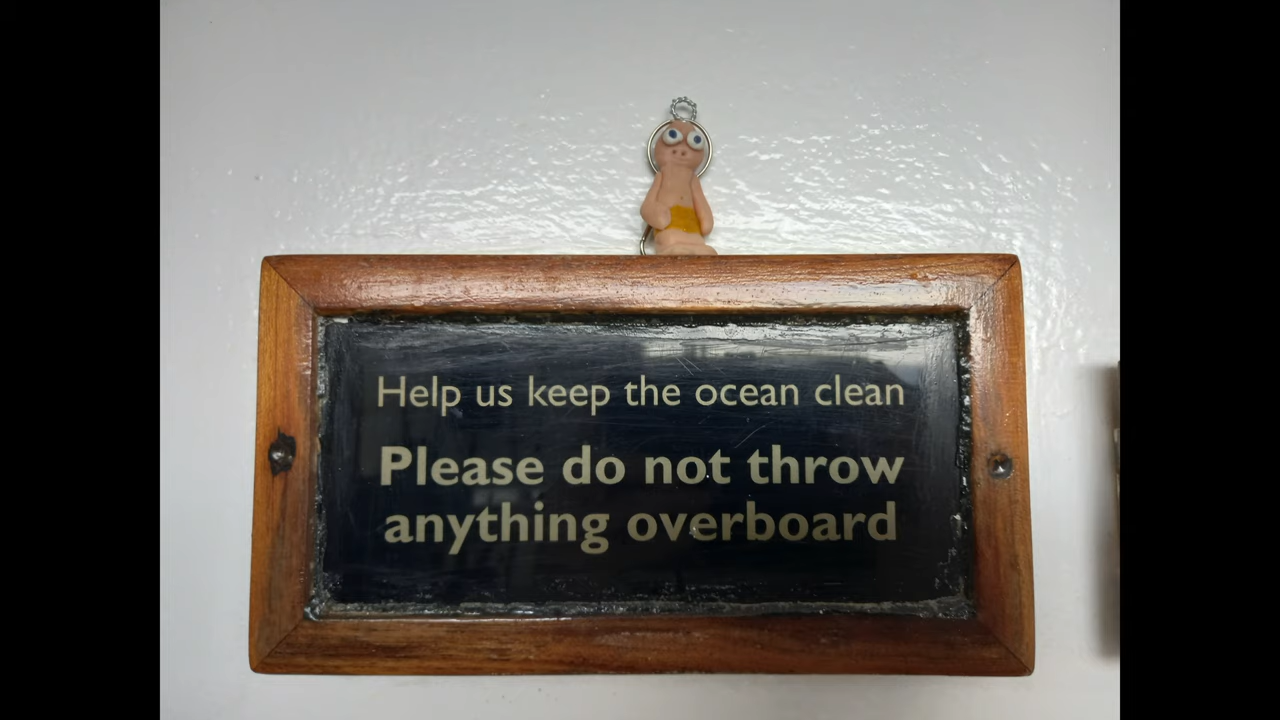 Help us keep the ocean clean
Please do not throw
anything overboard